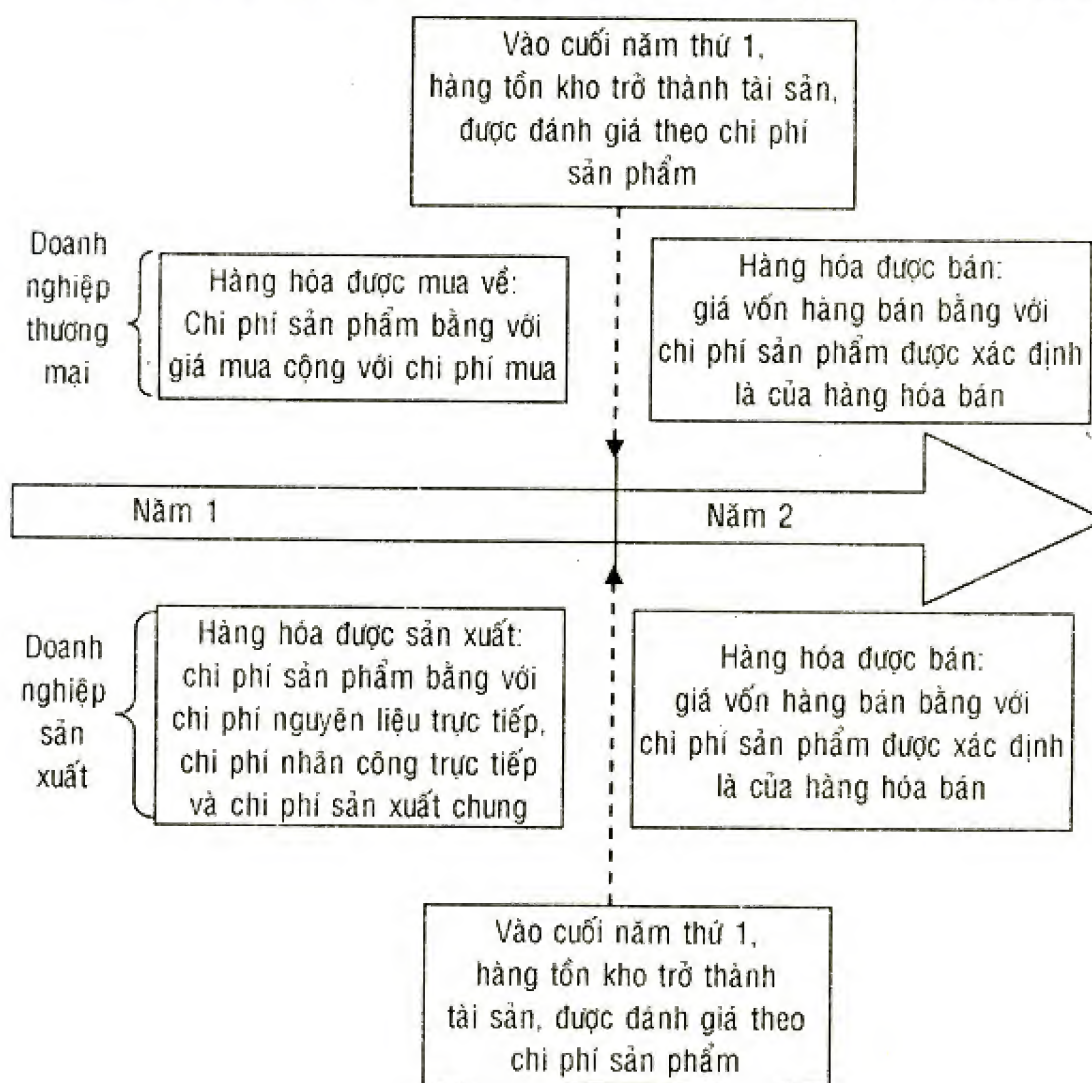 Vào cuối năm thứ 1,
hàng tồn kho trở thành tài sản,
được đánh giá theo chi phí
sản phẩm
Doanh
nghiệp
thương
mại
Hàng hóa được mua về:
Chi phí sản phẩm bằng với
giá mua cộng với chi phí mua
Hàng hóa được bán:
giá vốn hàng bán bằng với
chi phí sản phẩm được xác định
là của hàng hóa bán
Năm 1
Năm 2
Doanh
nghiệp
sản
xuất
Hàng hóa được sản xuất:
chi phí sản phẩm bằng với
chi phí nguyên liệu trực tiếp,
chi phí nhân công trực tiếp
và chi phí sản xuất chung
Hàng hóa được bán:
giá vốn hàng bán bằng với
chi phí sản phẩm được xác định
là của hàng hóa bán
Vào cuối năm thứ 1,
hàng tồn kho trở thành
tài sản, được đánh giá theo
chi phí sản phẩm